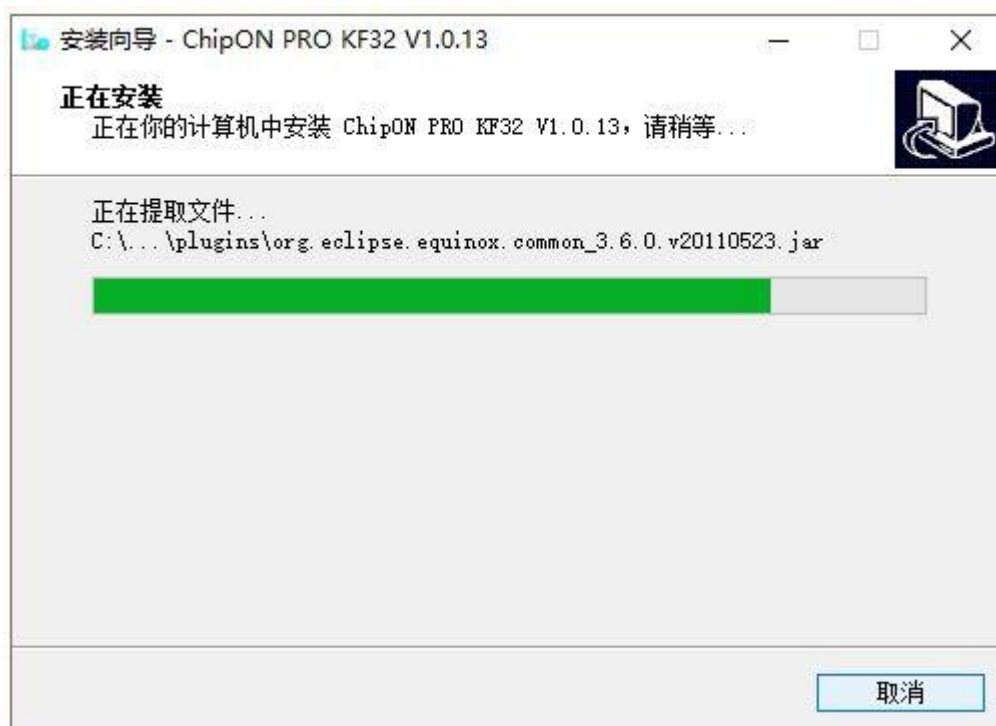 安装向导 - ChipON PRO KF32 V1.0.13
正在安装
正在你的计算机中安装 ChipON PRO KF32 V1.0.13，请稍等...
正在提取文件...
C:\...\plugins\org.eclipse.equinox.common_3.6.0.v20110523.jar
取消